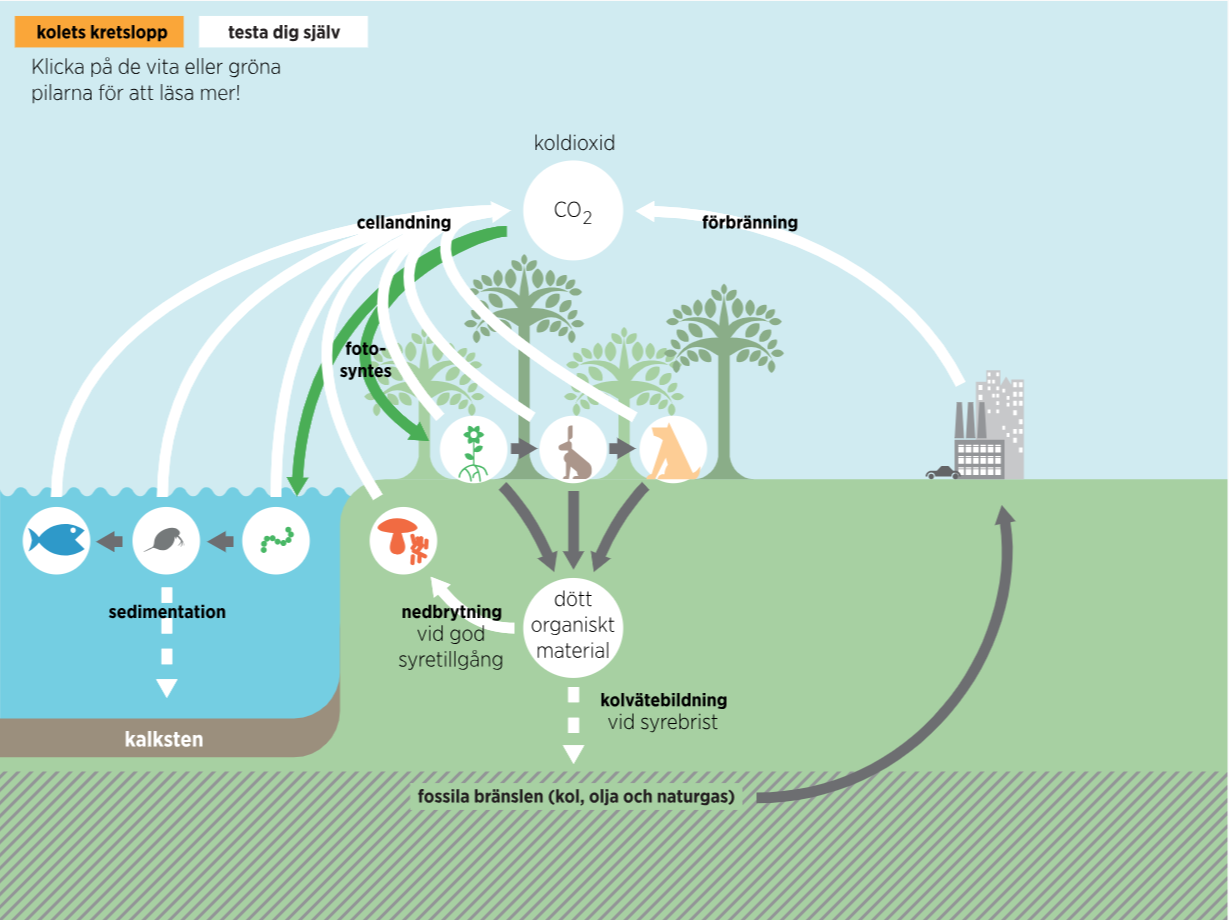 kolets kretslopp
testa dig själv
Klicka på de vita eller gröna
pilarna för att läsa mer!
koldioxid
CO₂
cellandning
förbränning
foto-
syntes
sedimentation
nedbrytning
vid god
syretillgång
dött
organiskt
material
kolvätebildning
vid syrebrist
kalksten
fossila bränslen (kol, olja och naturgas)